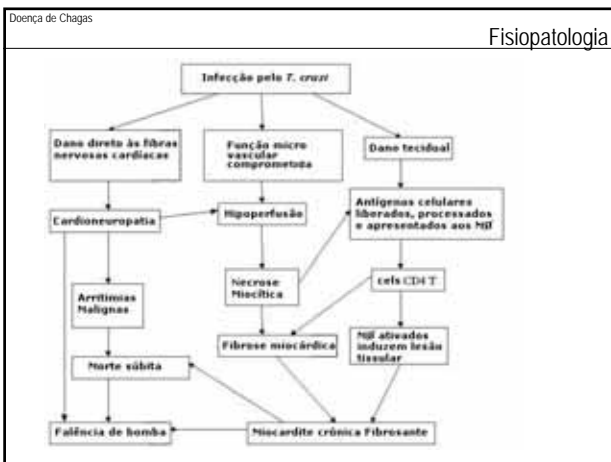 Doença de Chagas
Fisiopatologia
Infecção pelo T. cruzi
Dano direto às fibras
nervosas cardíacas
Função micro
vascular
comprometida
Dano tecidual
Cardioneuropatia
Hipoperfusão
Antígenos celulares
liberados, processados
e apresentados aos MØ
Necrose
Miocítica
cels CD4 T
Arritimias
Malignas
Fibrose miocárdica
MØ ativados
induzem lesão
tissular
Morte súbita
Falência de bomba
Miocardite crônica Fibrosante